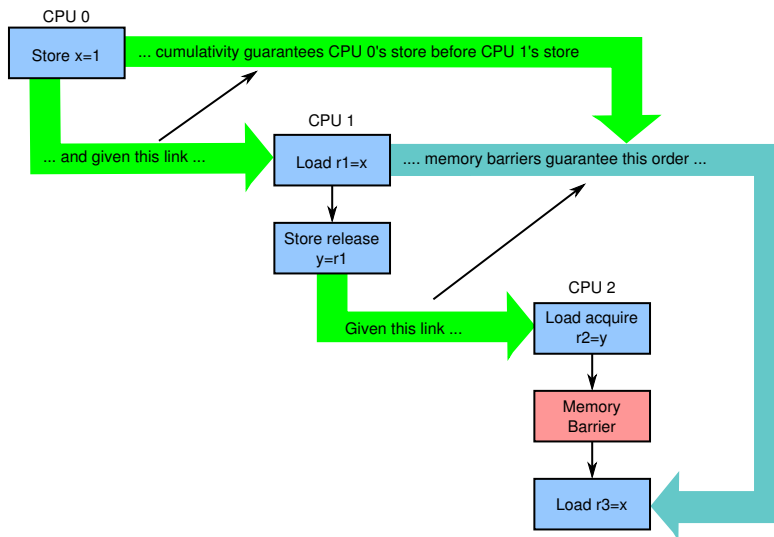 CPU 0
Store x=1
... cumulativity guarantees CPU 0's store before CPU 1's store
CPU 1
... and given this link ...
Load r1=x
.... memory barriers guarantee this order ...
Store release
y=r1
CPU 2
Given this link ...
Load acquire
r2=y
Memory
Barrier
Load r3=x